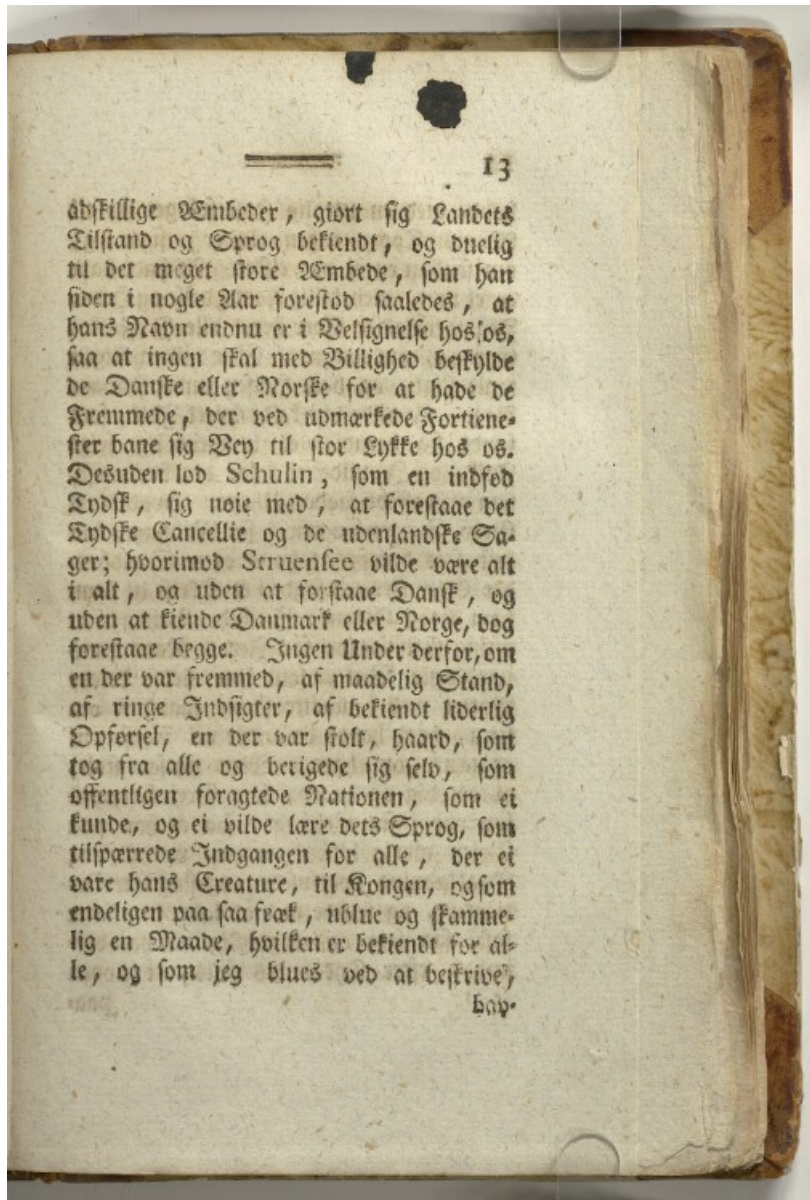 13
adskillige Æmbeder, giort sig Landets
Tilstand og Sprog bekiendt, og duelig
til det meget store Æmbede, som han
siden i nogle Aar forestod saaledes, at
hans Navn endnu er i Velsignelse hos os,
saa at ingen skal med Billighed beskylde
de Danske eller Norske for at hade de
Fremmede, der ved udmærkede Fortiene-
ster bane sig Vey til stor Lykke hos os.
Desuden lod Schulin, som en indfød
Tydsk, sig nøie med, at forestaae det
Tydske Cancellie og de udenlandske Sa-
ger; hvorimod Struensee vilde være alt
i alt, og uden at forstaae Dansk, og
uden at kiende Danmark eller Norge, dog
forestaae begge. Ingen Under derfor, om
en der var fremmed, af maadelig Stand,
af ringe Indsigter, af bekiendt liderlig
Opførsel, en der var stolt, haard, som
tog fra alle og berigede sig selv, som
offentligen foragtede Nationen, som ei
kunde, og ei vilde lære dets Sprog, som
tilspærrede Indgangen for alle, der ei
vare hans Creature, til Kongen, og som
endeligen paa saa fræk, ublue og skamme-
lig en Maade, hvilken er bekiendt for al-
le, og som jeg blues ved at beskrive,
hav-